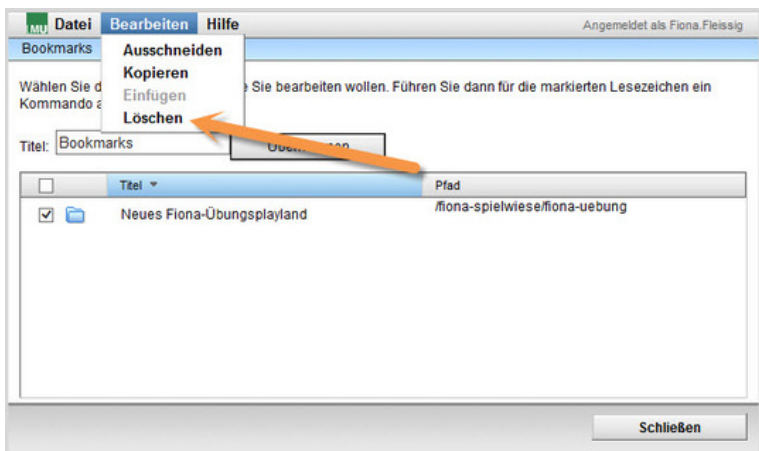 MU Datei Bearbeiten Hilfe Angemeldet als Fiona.Fleissig
Bookmarks
Ausschneiden
Kopieren
Einfügen
Löschen
Wählen Sie d Sie bearbeiten wollen. Führen Sie dann für die markierten Lesezeichen ein
Kommando a
Titel: Bookmarks
Titel Pfad
Neues Fiona-Übungsplayland /fiona-spielwiese/fiona-uebung
Schließen